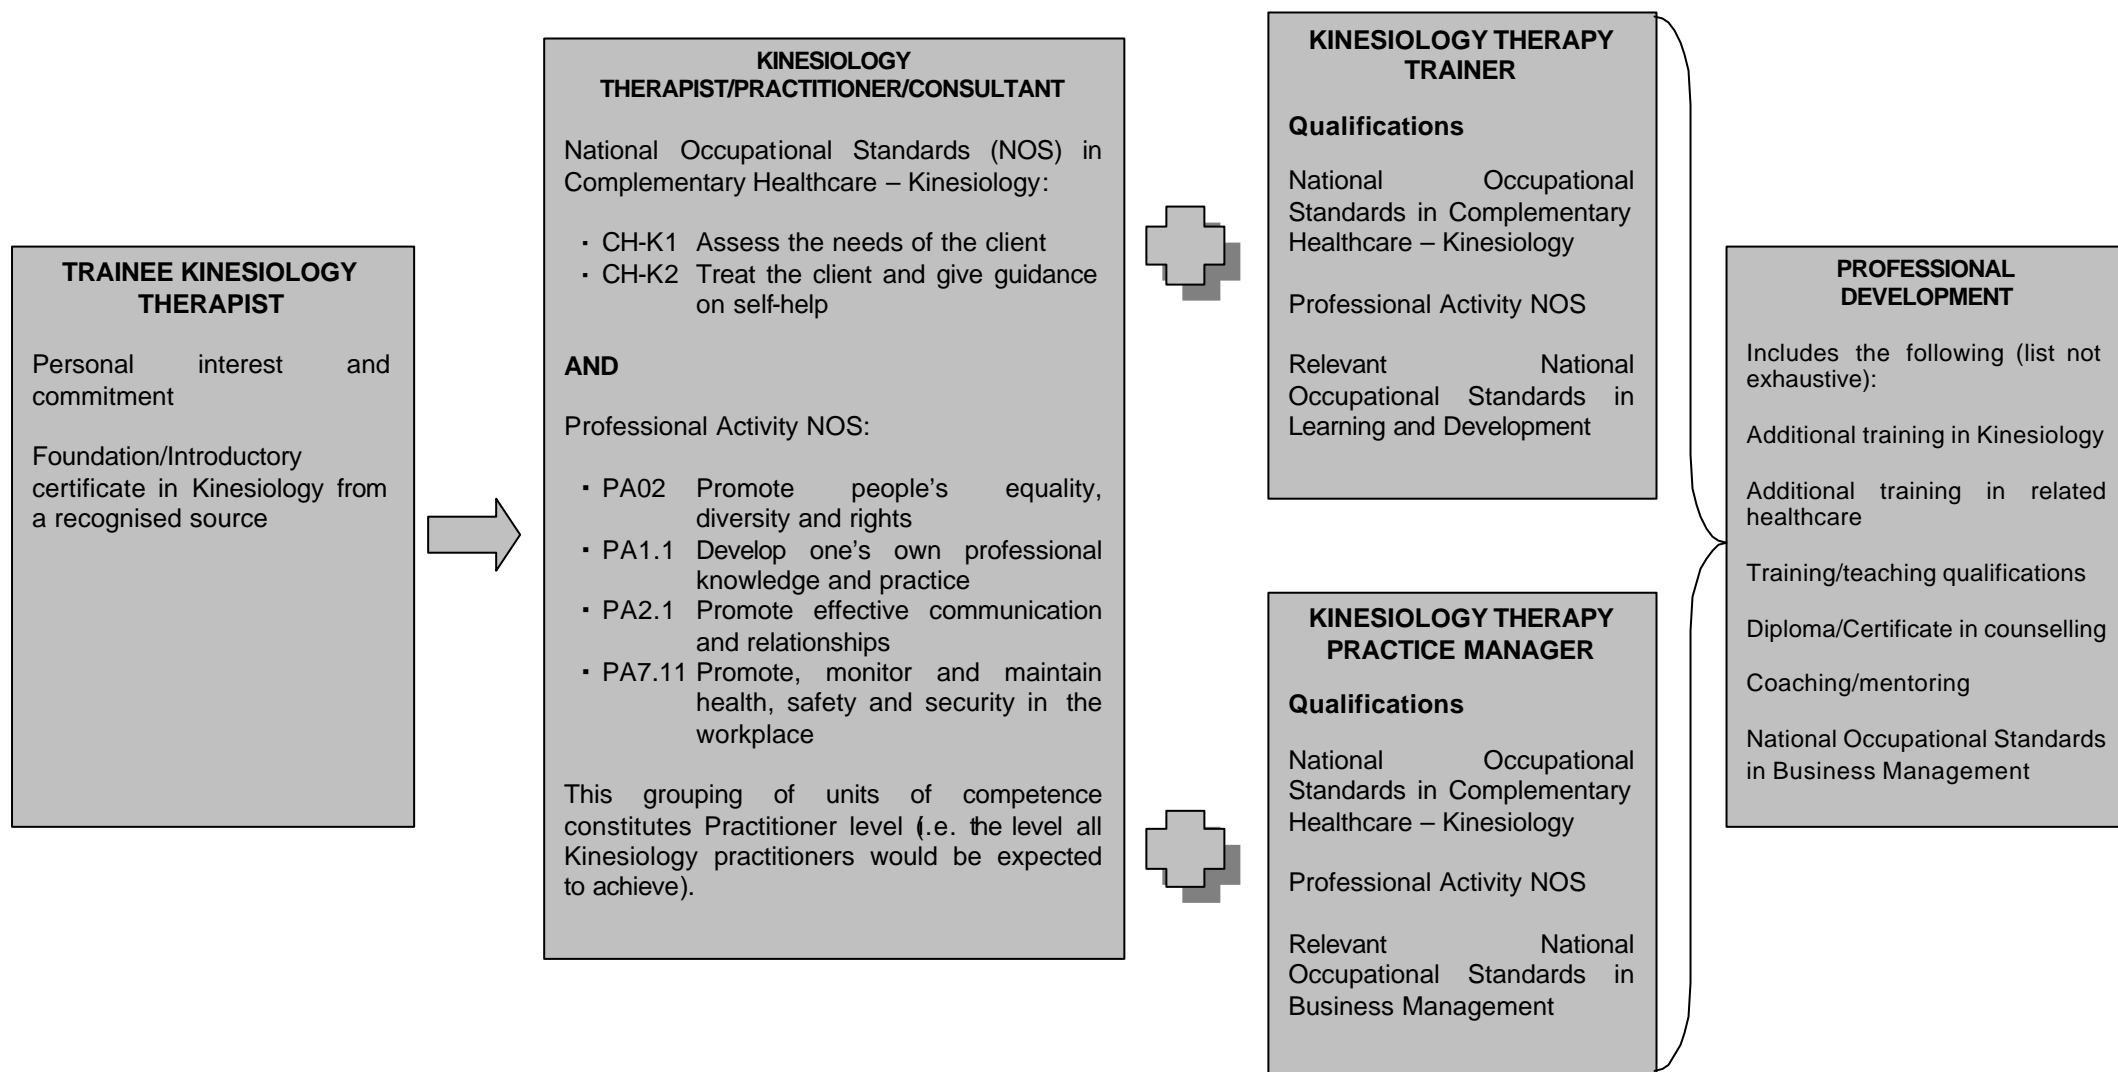 TRAINEE KINESIOLOGY
THERAPIST
Personal interest and
commitment
Foundation/Introductory
certificate in Kinesiology from
a recognised source
KINESIOLOGY
THERAPIST/PRACTITIONER/CONSULTANT
National Occupational Standards (NOS) in
Complementary Healthcare – Kinesiology:
▪ CH-K1 Assess the needs of the client
▪ CH-K2 Treat the client and give guidance
on self-help
AND
Professional Activity NOS:
▪ PA02 Promote people's equality,
diversity and rights
▪ PA1.1 Develop one's own professional
knowledge and practice
▪ PA2.1 Promote effective communication
and relationships
▪ PA7.11 Promote, monitor and maintain
health, safety and security in the
workplace
This grouping of units of competence
constitutes Practitioner level (i.e. the level all
Kinesiology practitioners would be expected
to achieve).
KINESIOLOGY THERAPY
TRAINER
Qualifications
National Occupational
Standards in Complementary
Healthcare – Kinesiology
Professional Activity NOS
Relevant National
Occupational Standards in
Learning and Development
KINESIOLOGY THERAPY
PRACTICE MANAGER
Qualifications
National Occupational
Standards in Complementary
Healthcare – Kinesiology
Professional Activity NOS
Relevant National
Occupational Standards in
Business Management
PROFESSIONAL
DEVELOPMENT
Includes the following (list not
exhaustive):
Additional training in Kinesiology
Additional training in related
healthcare
Training/teaching qualifications
Diploma/Certificate in counselling
Coaching/mentoring
National Occupational Standards
in Business Management